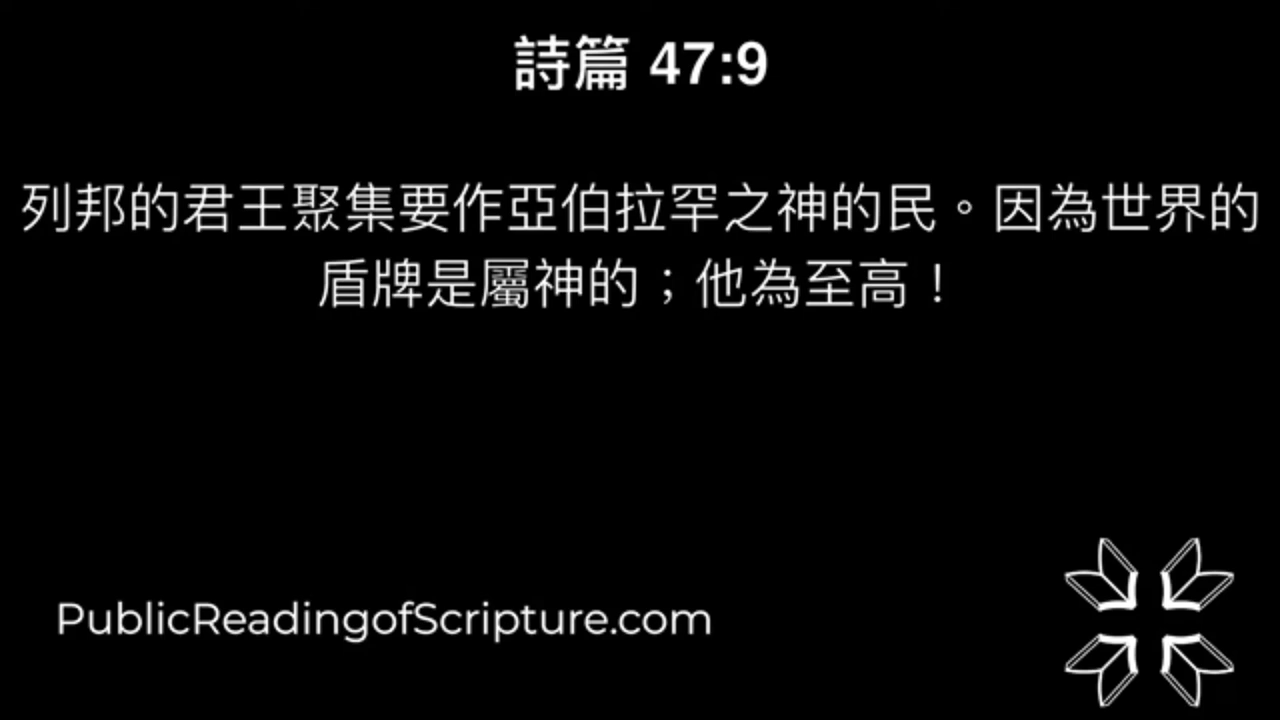 詩篇 47:9
列邦的君王聚集要作亞伯拉罕之神的民。因為世界的
盾牌是屬神的；他為至高！
PublicReadingofScripture.com